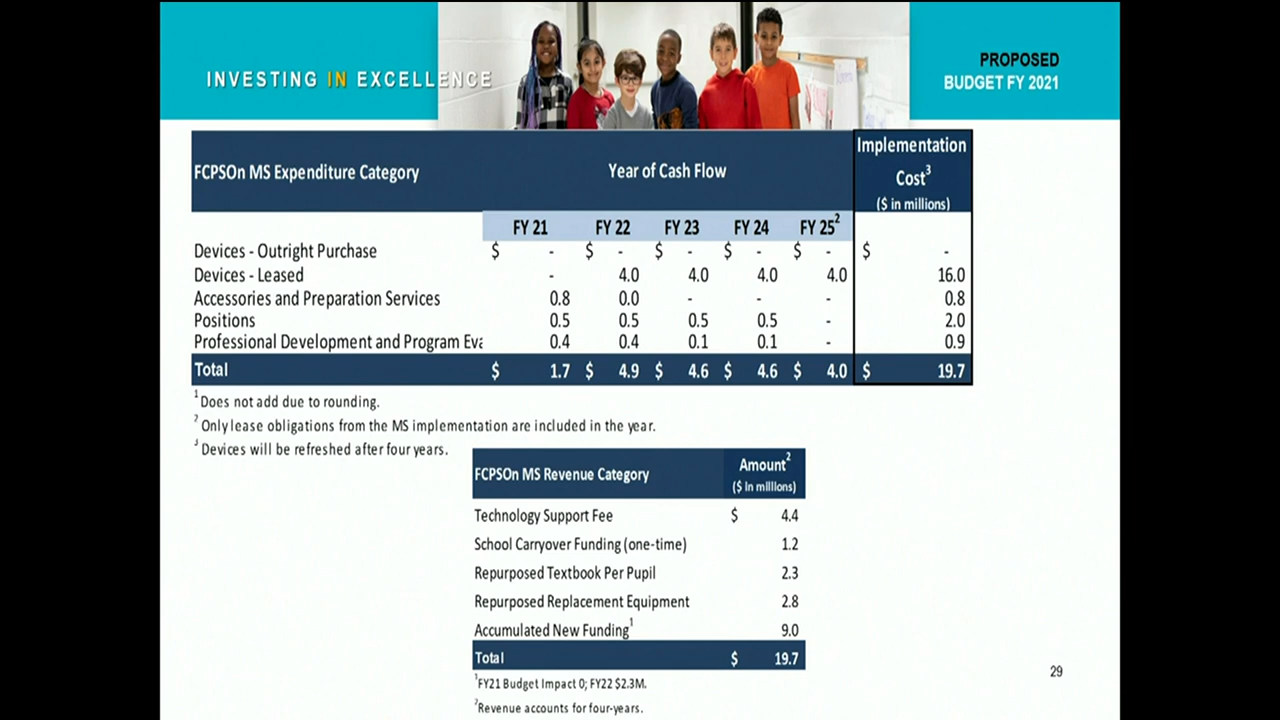 INVESTING IN EXCELLENCE
PROPOSED
BUDGET FY 2021
FCPSOn MS Expenditure Category Year of Cash Flow Implementation Cost³ ($ in millions)
FY 21 FY 22 FY 23 FY 24 FY 25²
Devices - Outright Purchase $ - $ - $ - $ - $ - $ -
Devices - Leased - 4.0 4.0 4.0 4.0 16.0
Accessories and Preparation Services 0.8 0.0 - - - 0.8
Positions 0.5 0.5 0.5 0.5 - 2.0
Professional Development and Program Eva 0.4 0.4 0.1 0.1 - 0.9
Total $ 1.7 $ 4.9 $ 4.6 $ 4.6 $ 4.0 $ 19.7
¹ Does not add due to rounding.
² Only lease obligations from the MS implementation are included in the year.
³ Devices will be refreshed after four years.
FCPSOn MS Revenue Category Amount² ($ in millions)
Technology Support Fee $ 4.4
School Carryover Funding (one-time) 1.2
Repurposed Textbook Per Pupil 2.3
Repurposed Replacement Equipment 2.8
Accumulated New Funding¹ 9.0
Total $ 19.7
¹FY21 Budget Impact 0; FY22 $2.3M.
²Revenue accounts for four-years.
29